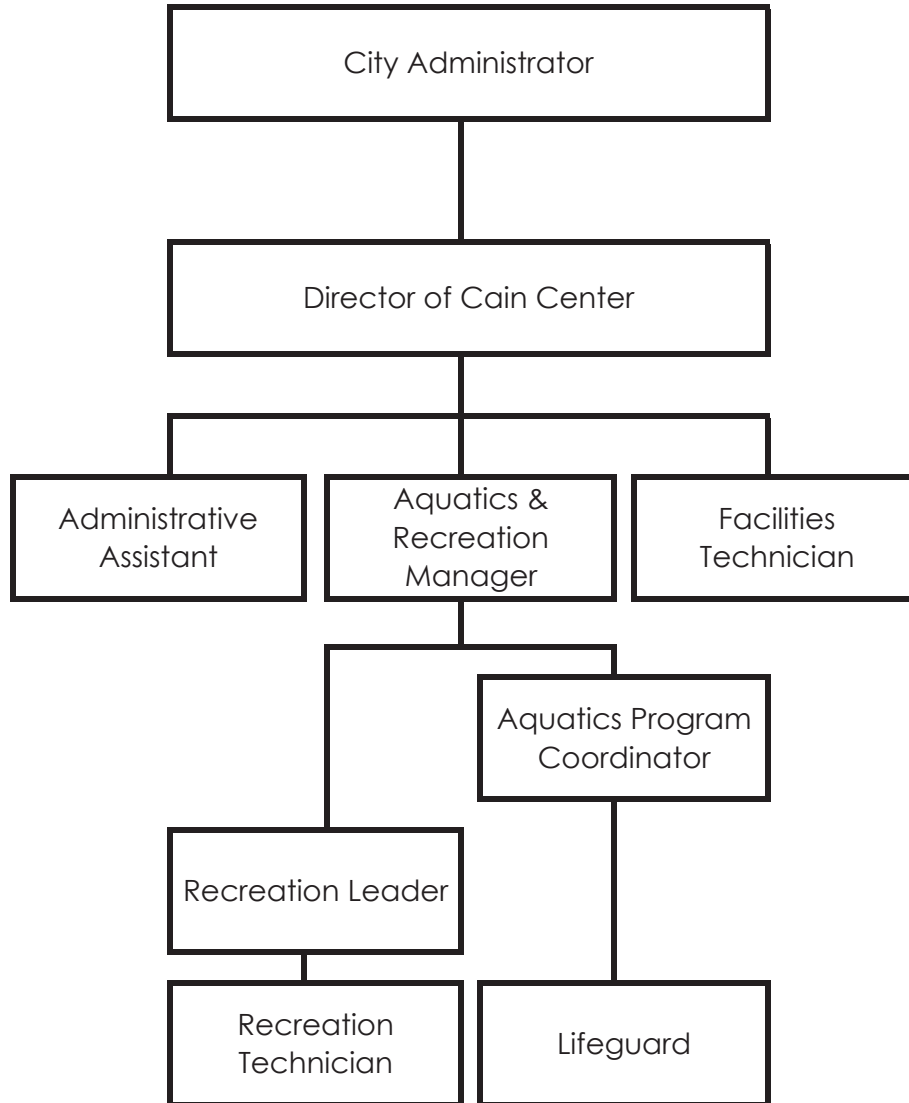 City Administrator
Director of Cain Center
Administrative
Assistant
Aquatics &
Recreation
Manager
Facilities
Technician
Aquatics Program
Coordinator
Recreation Leader
Recreation
Technician
Lifeguard